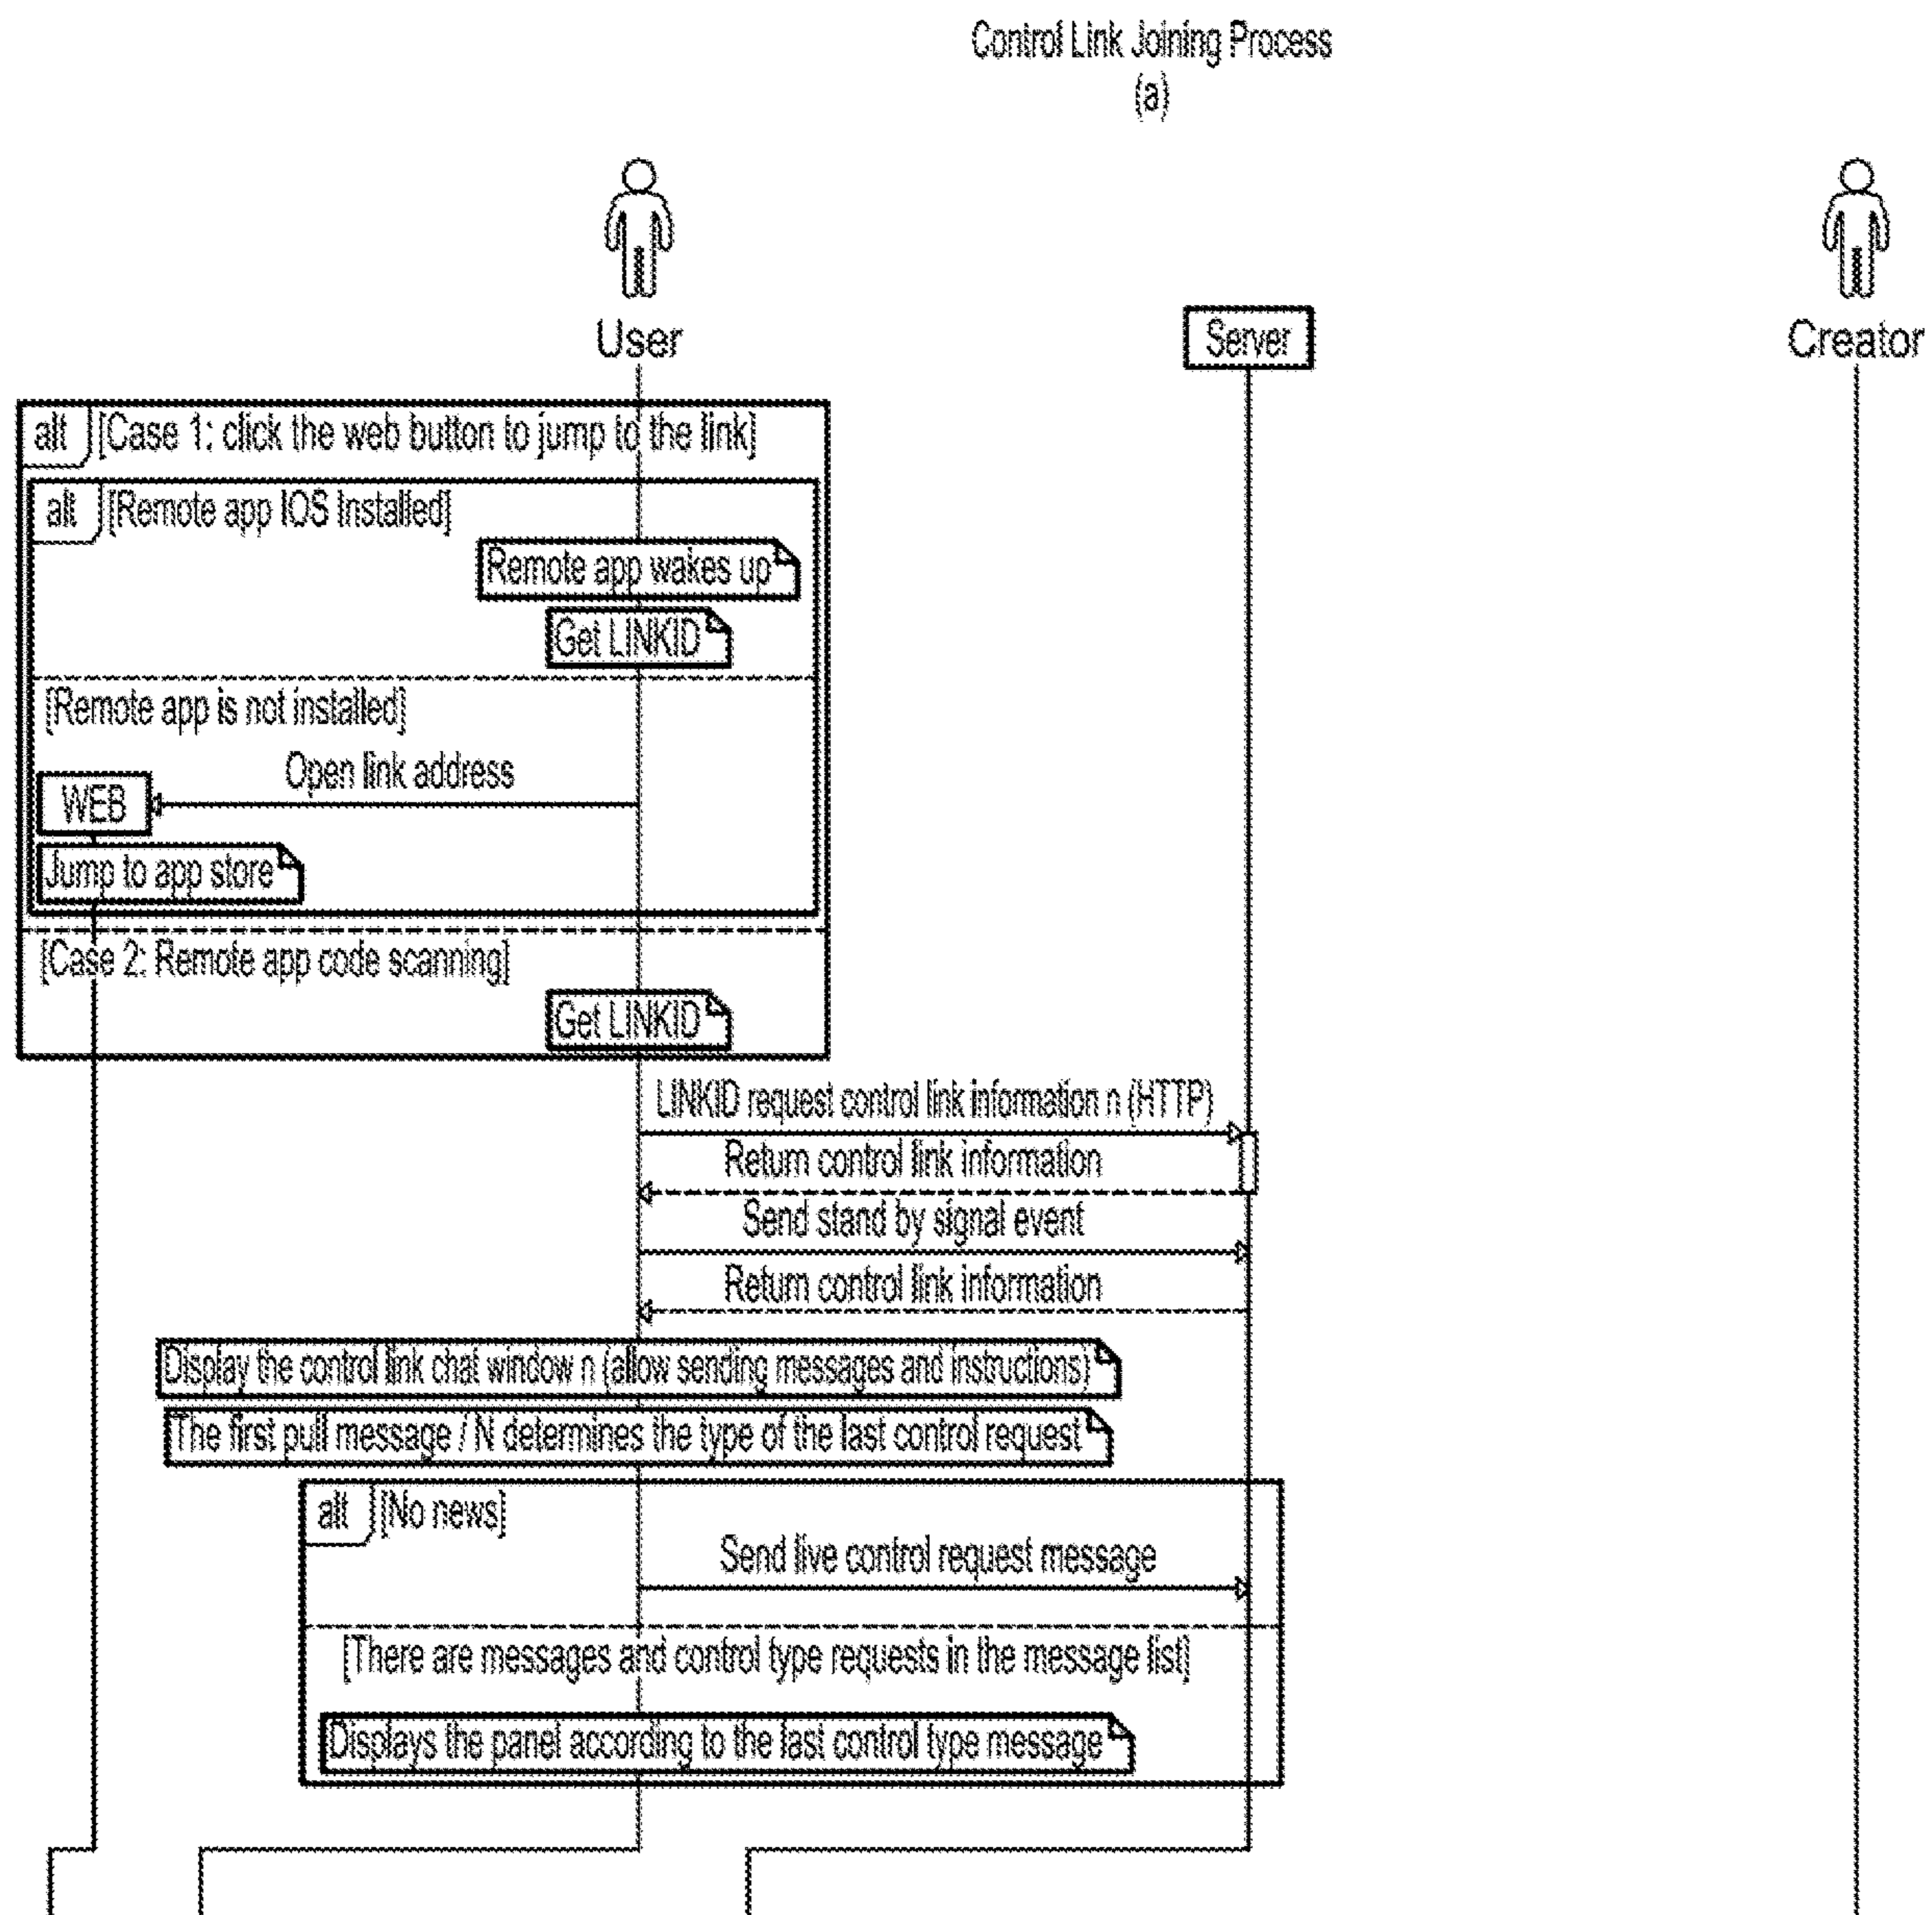 Control Link Joining Process
(a)
User
Server
Creator
alt [Case 1: click the web button to jump to the link]
alt [Remote app IOS Installed]
Remote app wakes up
Get LINKID
[Remote app is not installed]
Open link address
WEB
Jump to app store
[Case 2: Remote app code scanning]
Get LINKID
LINKID request control link information n (HTTP)
Return control link information
Send stand by signal event
Return control link information
Display the control link chat window n (allow sending messages and instructions)
The first pull message / N determines the type of the last control request
alt [No news]
Send live control request message
[There are messages and control type requests in the message list]
Displays the panel according to the last control type message